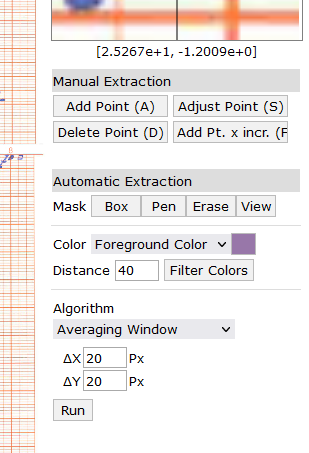 [2.5267e+1, -1.2009e+0]
Manual Extraction
Add Point (A) Adjust Point (S)
Delete Point (D) Add Pt. x incr. (F
Automatic Extraction
Mask Box Pen Erase View
Color Foreground Color
Distance 40 Filter Colors
Algorithm
Averaging Window
ΔX 20 Px
ΔY 20 Px
Run